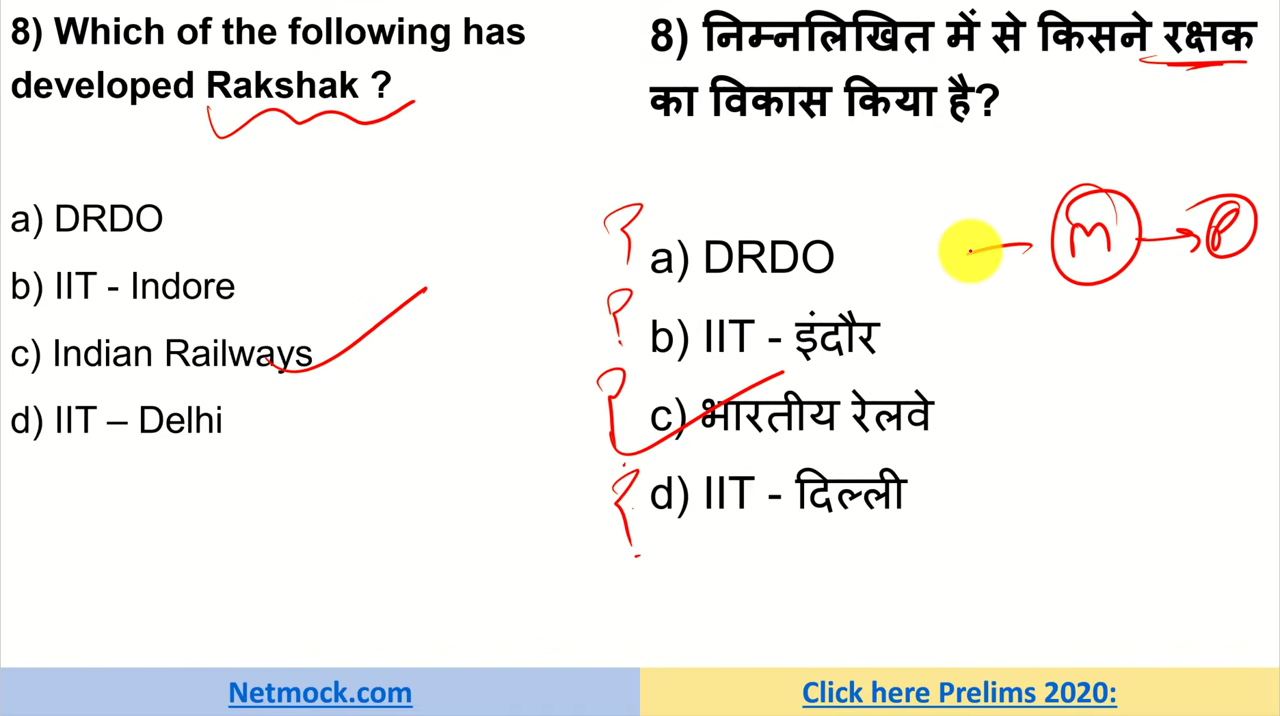 8) Which of the following has
developed Rakshak ?
a) DRDO
b) IIT - Indore
c) Indian Railways
d) IIT – Delhi
8) निम्नलिखित में से किसने रक्षक
का विकास किया है?
a) DRDO
b) IIT - इंदौर
c) भारतीय रेलवे
d) IIT - दिल्ली
?
?
?
?
M
P
Netmock.com
Click here Prelims 2020: